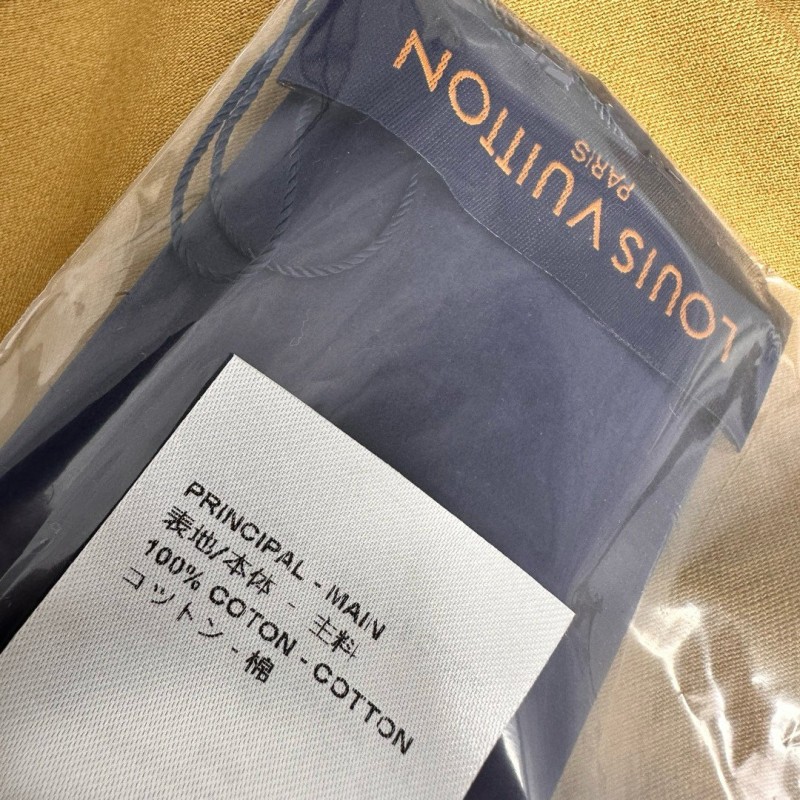 LOUIS VUITTON
PARIS
PRINCIPAL - MAIN
表地/本体 - 主料
100% COTON - COTTON
コットン - 棉